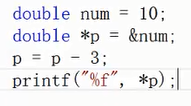 double num = 10;
double *p = &num;
p = p - 3;
printf("%f", *p);